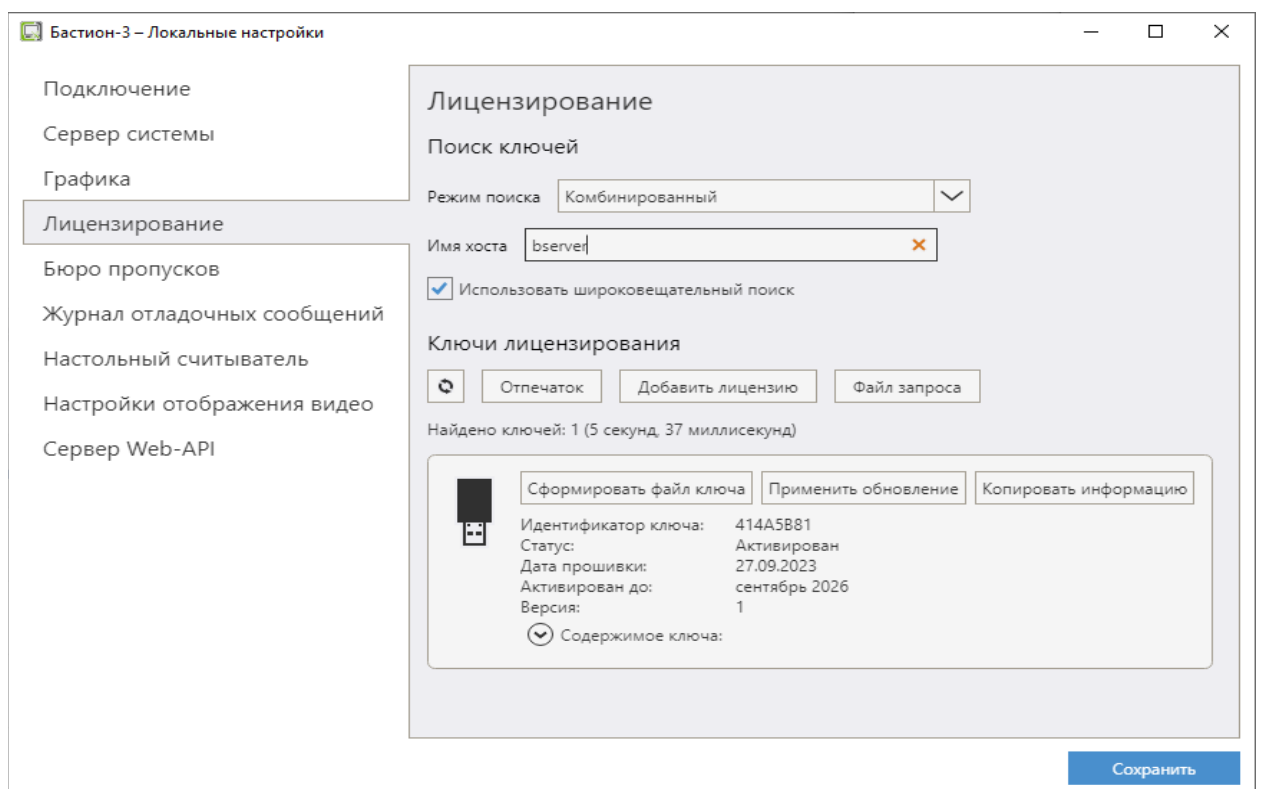 Бастион-3 – Локальные настройки
Подключение
Сервер системы
Графика
Лицензирование
Бюро пропусков
Журнал отладочных сообщений
Настольный считыватель
Настройки отображения видео
Сервер Web-API
Лицензирование
Поиск ключей
Режим поиска Комбинированный
Имя хоста bserver
Использовать широковещательный поиск
Ключи лицензирования
Отпечаток Добавить лицензию Файл запроса
Найдено ключей: 1 (5 секунд, 37 миллисекунд)
Сформировать файл ключа Применить обновление Копировать информацию
Идентификатор ключа: 414A5B81
Статус: Активирован
Дата прошивки: 27.09.2023
Активирован до: сентябрь 2026
Версия: 1
Содержимое ключа:
Сохранить